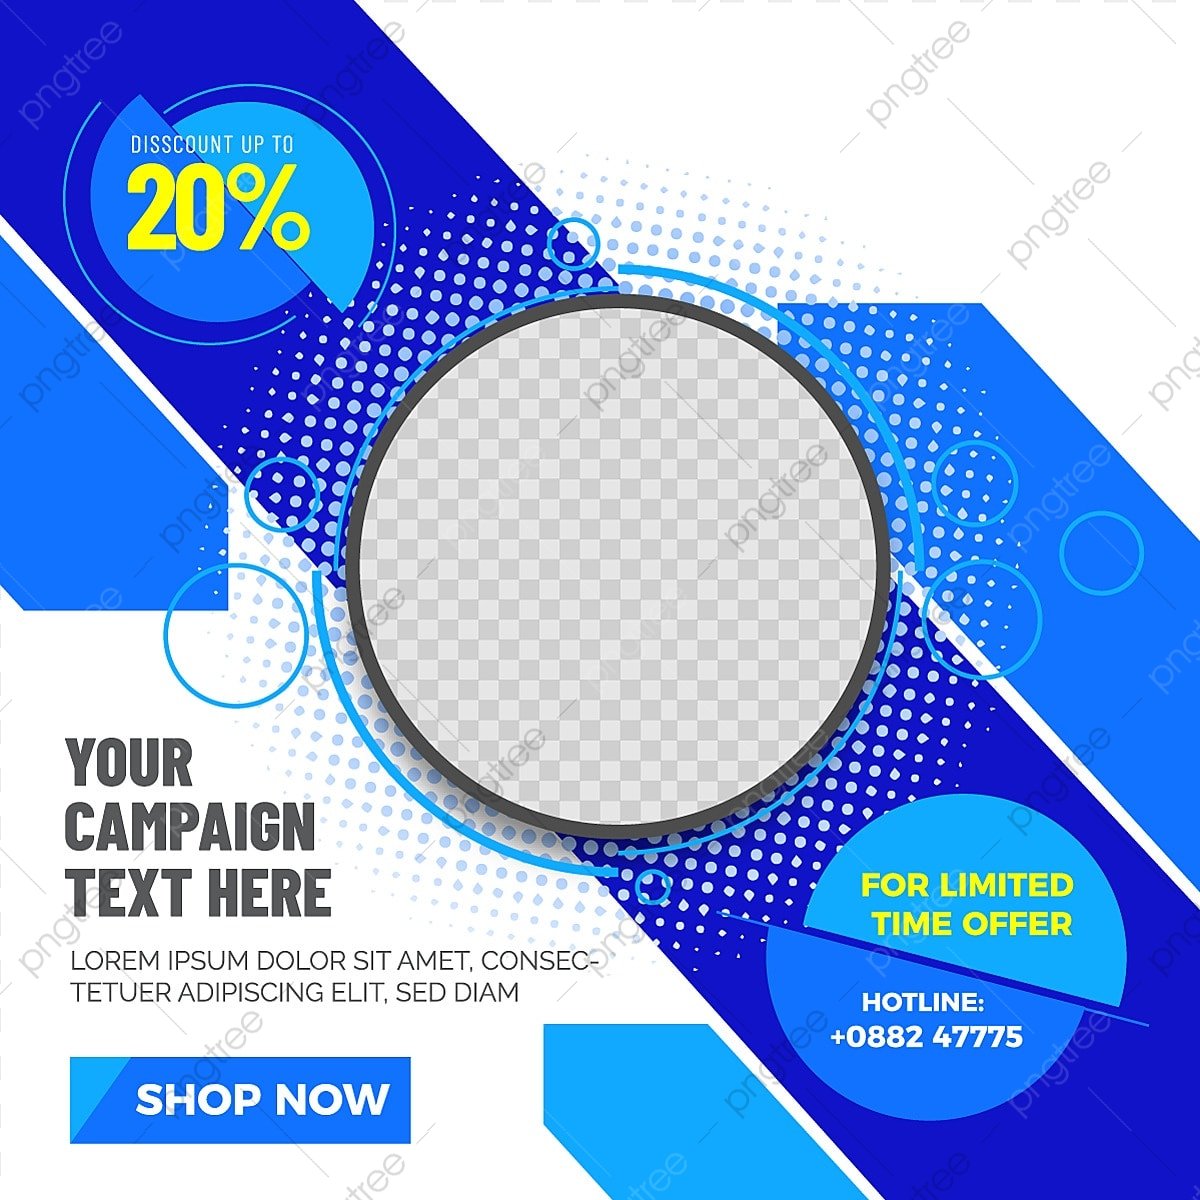 DISSCOUNT UP TO
20%
YOUR
CAMPAIGN
TEXT HERE
LOREM IPSUM DOLOR SIT AMET, CONSEC-
TETUER ADIPISCING ELIT, SED DIAM
SHOP NOW
FOR LIMITED
TIME OFFER
HOTLINE:
+0882 47775
pngtree